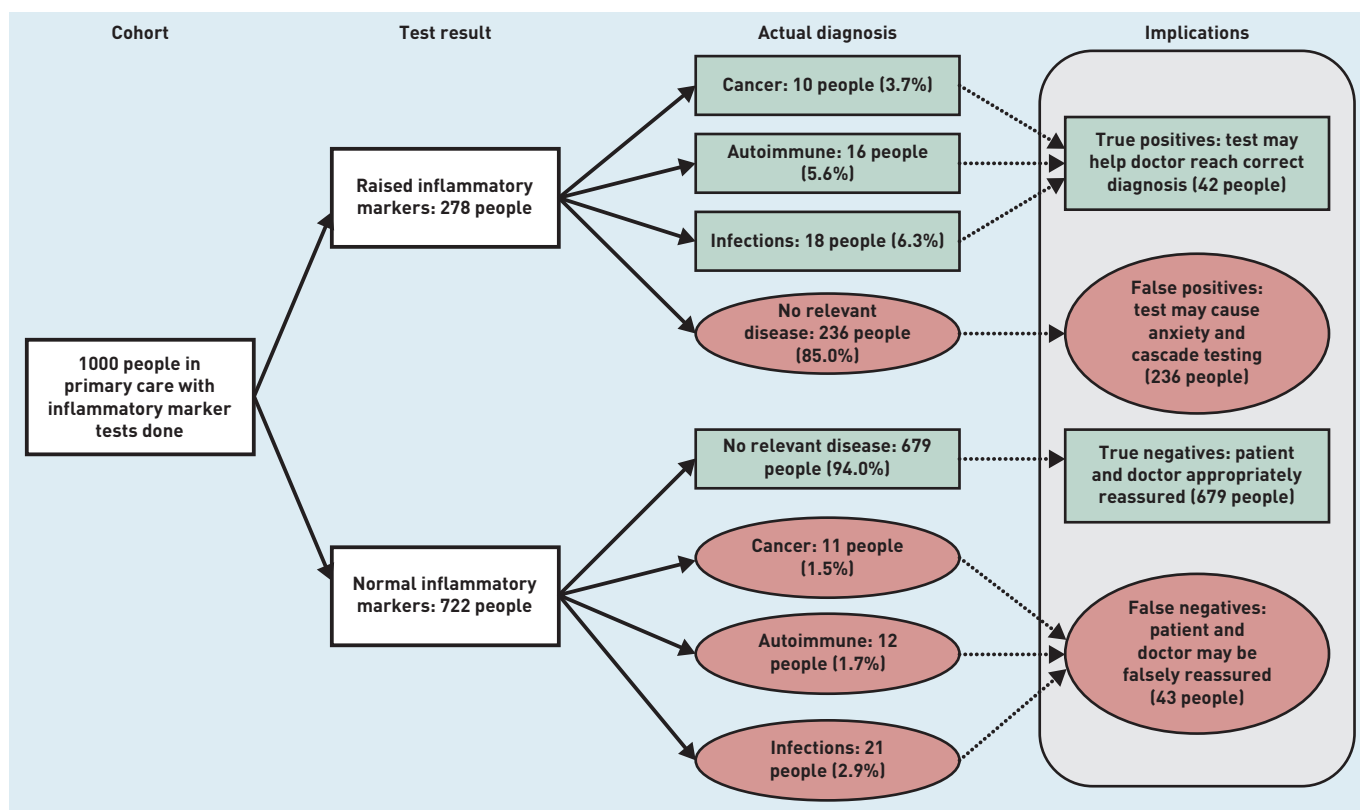 Cohort
Test result
Actual diagnosis
Implications
1000 people in
primary care with
inflammatory marker
tests done
Raised inflammatory
markers: 278 people
Normal inflammatory
markers: 722 people
Cancer: 10 people (3.7%)
Autoimmune: 16 people
(5.6%)
Infections: 18 people (6.3%)
No relevant
disease: 236 people
(85.0%)
No relevant disease: 679
people (94.0%)
Cancer: 11 people
(1.5%)
Autoimmune: 12
people (1.7%)
Infections: 21
people (2.9%)
True positives: test may
help doctor reach correct
diagnosis (42 people)
False positives:
test may cause
anxiety and
cascade testing
(236 people)
True negatives: patient
and doctor appropriately
reassured (679 people)
False negatives:
patient and
doctor may be
falsely reassured
(43 people)